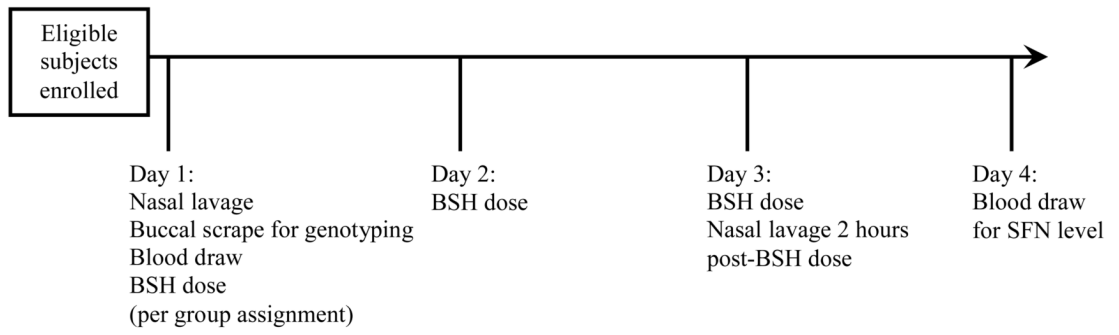 Eligible
subjects
enrolled
Day 1:
Nasal lavage
Buccal scrape for genotyping
Blood draw
BSH dose
(per group assignment)
Day 2:
BSH dose
Day 3:
BSH dose
Nasal lavage 2 hours
post-BSH dose
Day 4:
Blood draw
for SFN level